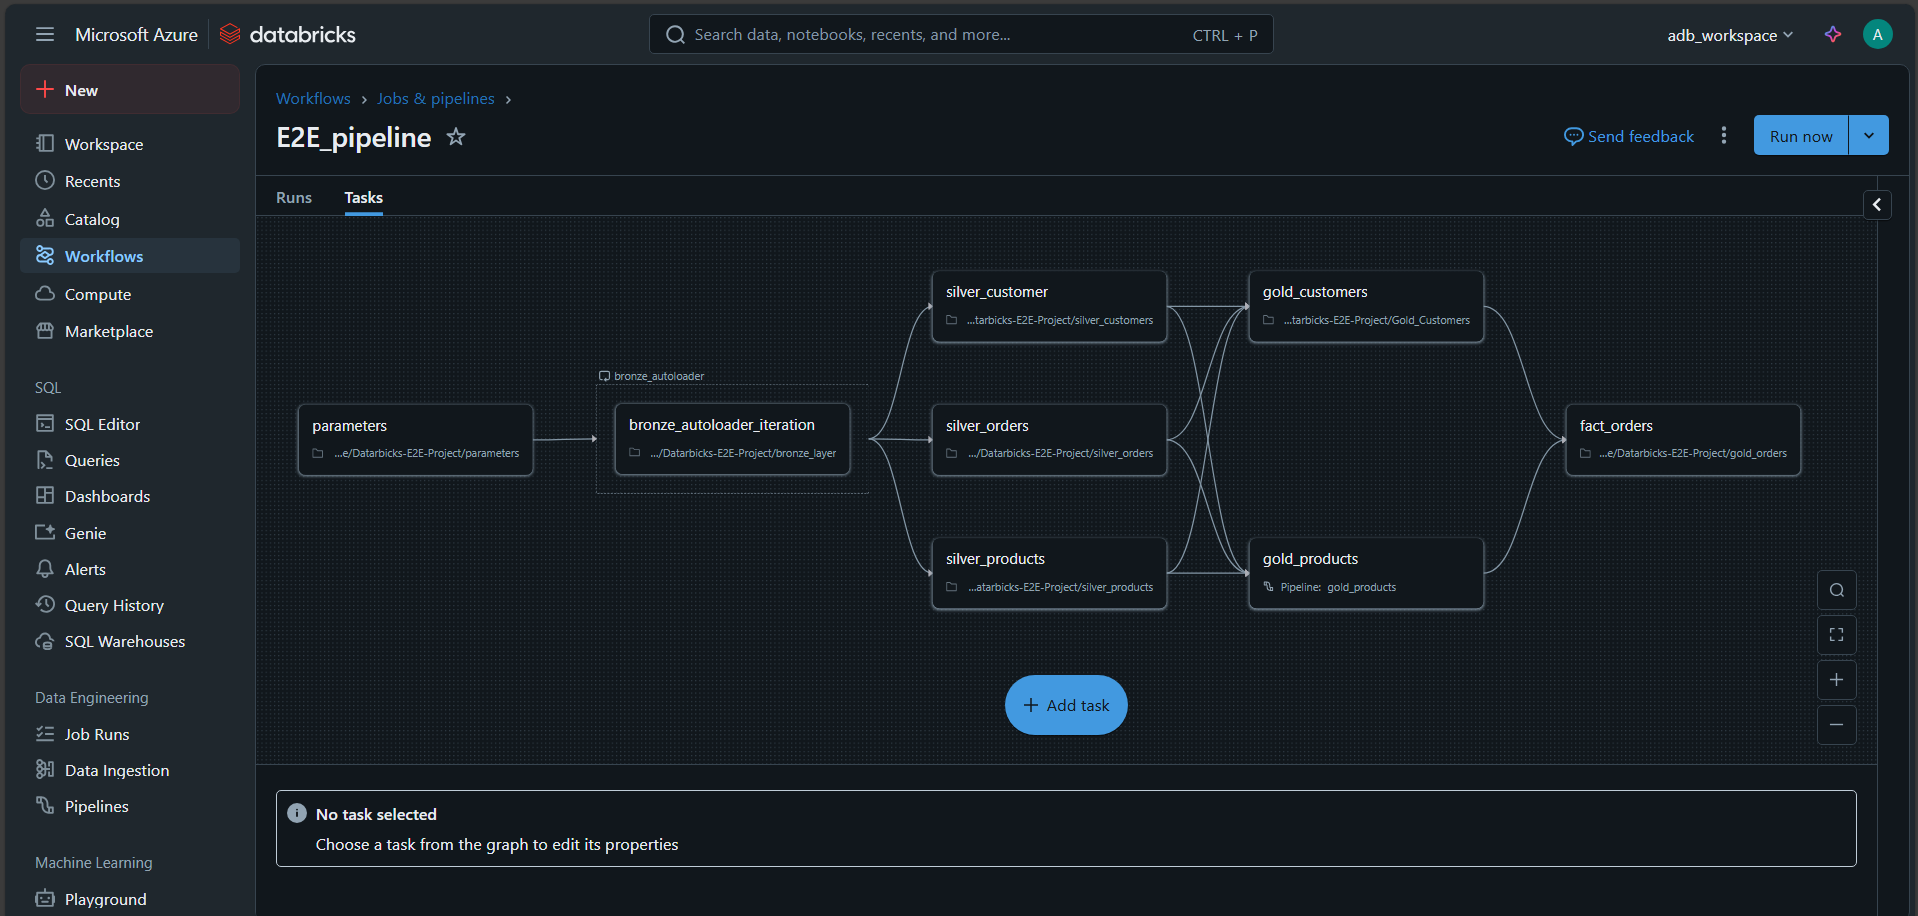 Microsoft Azure
databricks
Search data, notebooks, recents, and more...
CTRL + P
adb_workspace
A
New
Workspace
Recents
Catalog
Workflows
Compute
Marketplace
SQL
SQL Editor
Queries
Dashboards
Genie
Alerts
Query History
SQL Warehouses
Data Engineering
Job Runs
Data Ingestion
Pipelines
Machine Learning
Playground
Workflows › Jobs & pipelines ›
E2E_pipeline
Send feedback
Run now
Runs
Tasks
parameters
...e/Datarbicks-E2E-Project/parameters
bronze_autoloader
bronze_autoloader_iteration
.../Datarbicks-E2E-Project/bronze_layer
silver_customer
...tarbicks-E2E-Project/silver_customers
silver_orders
.../Datarbicks-E2E-Project/silver_orders
silver_products
...atarbicks-E2E-Project/silver_products
gold_customers
...tarbicks-E2E-Project/Gold_Customers
gold_products
Pipeline: gold_products
fact_orders
...e/Datarbicks-E2E-Project/gold_orders
+ Add task
No task selected
Choose a task from the graph to edit its properties